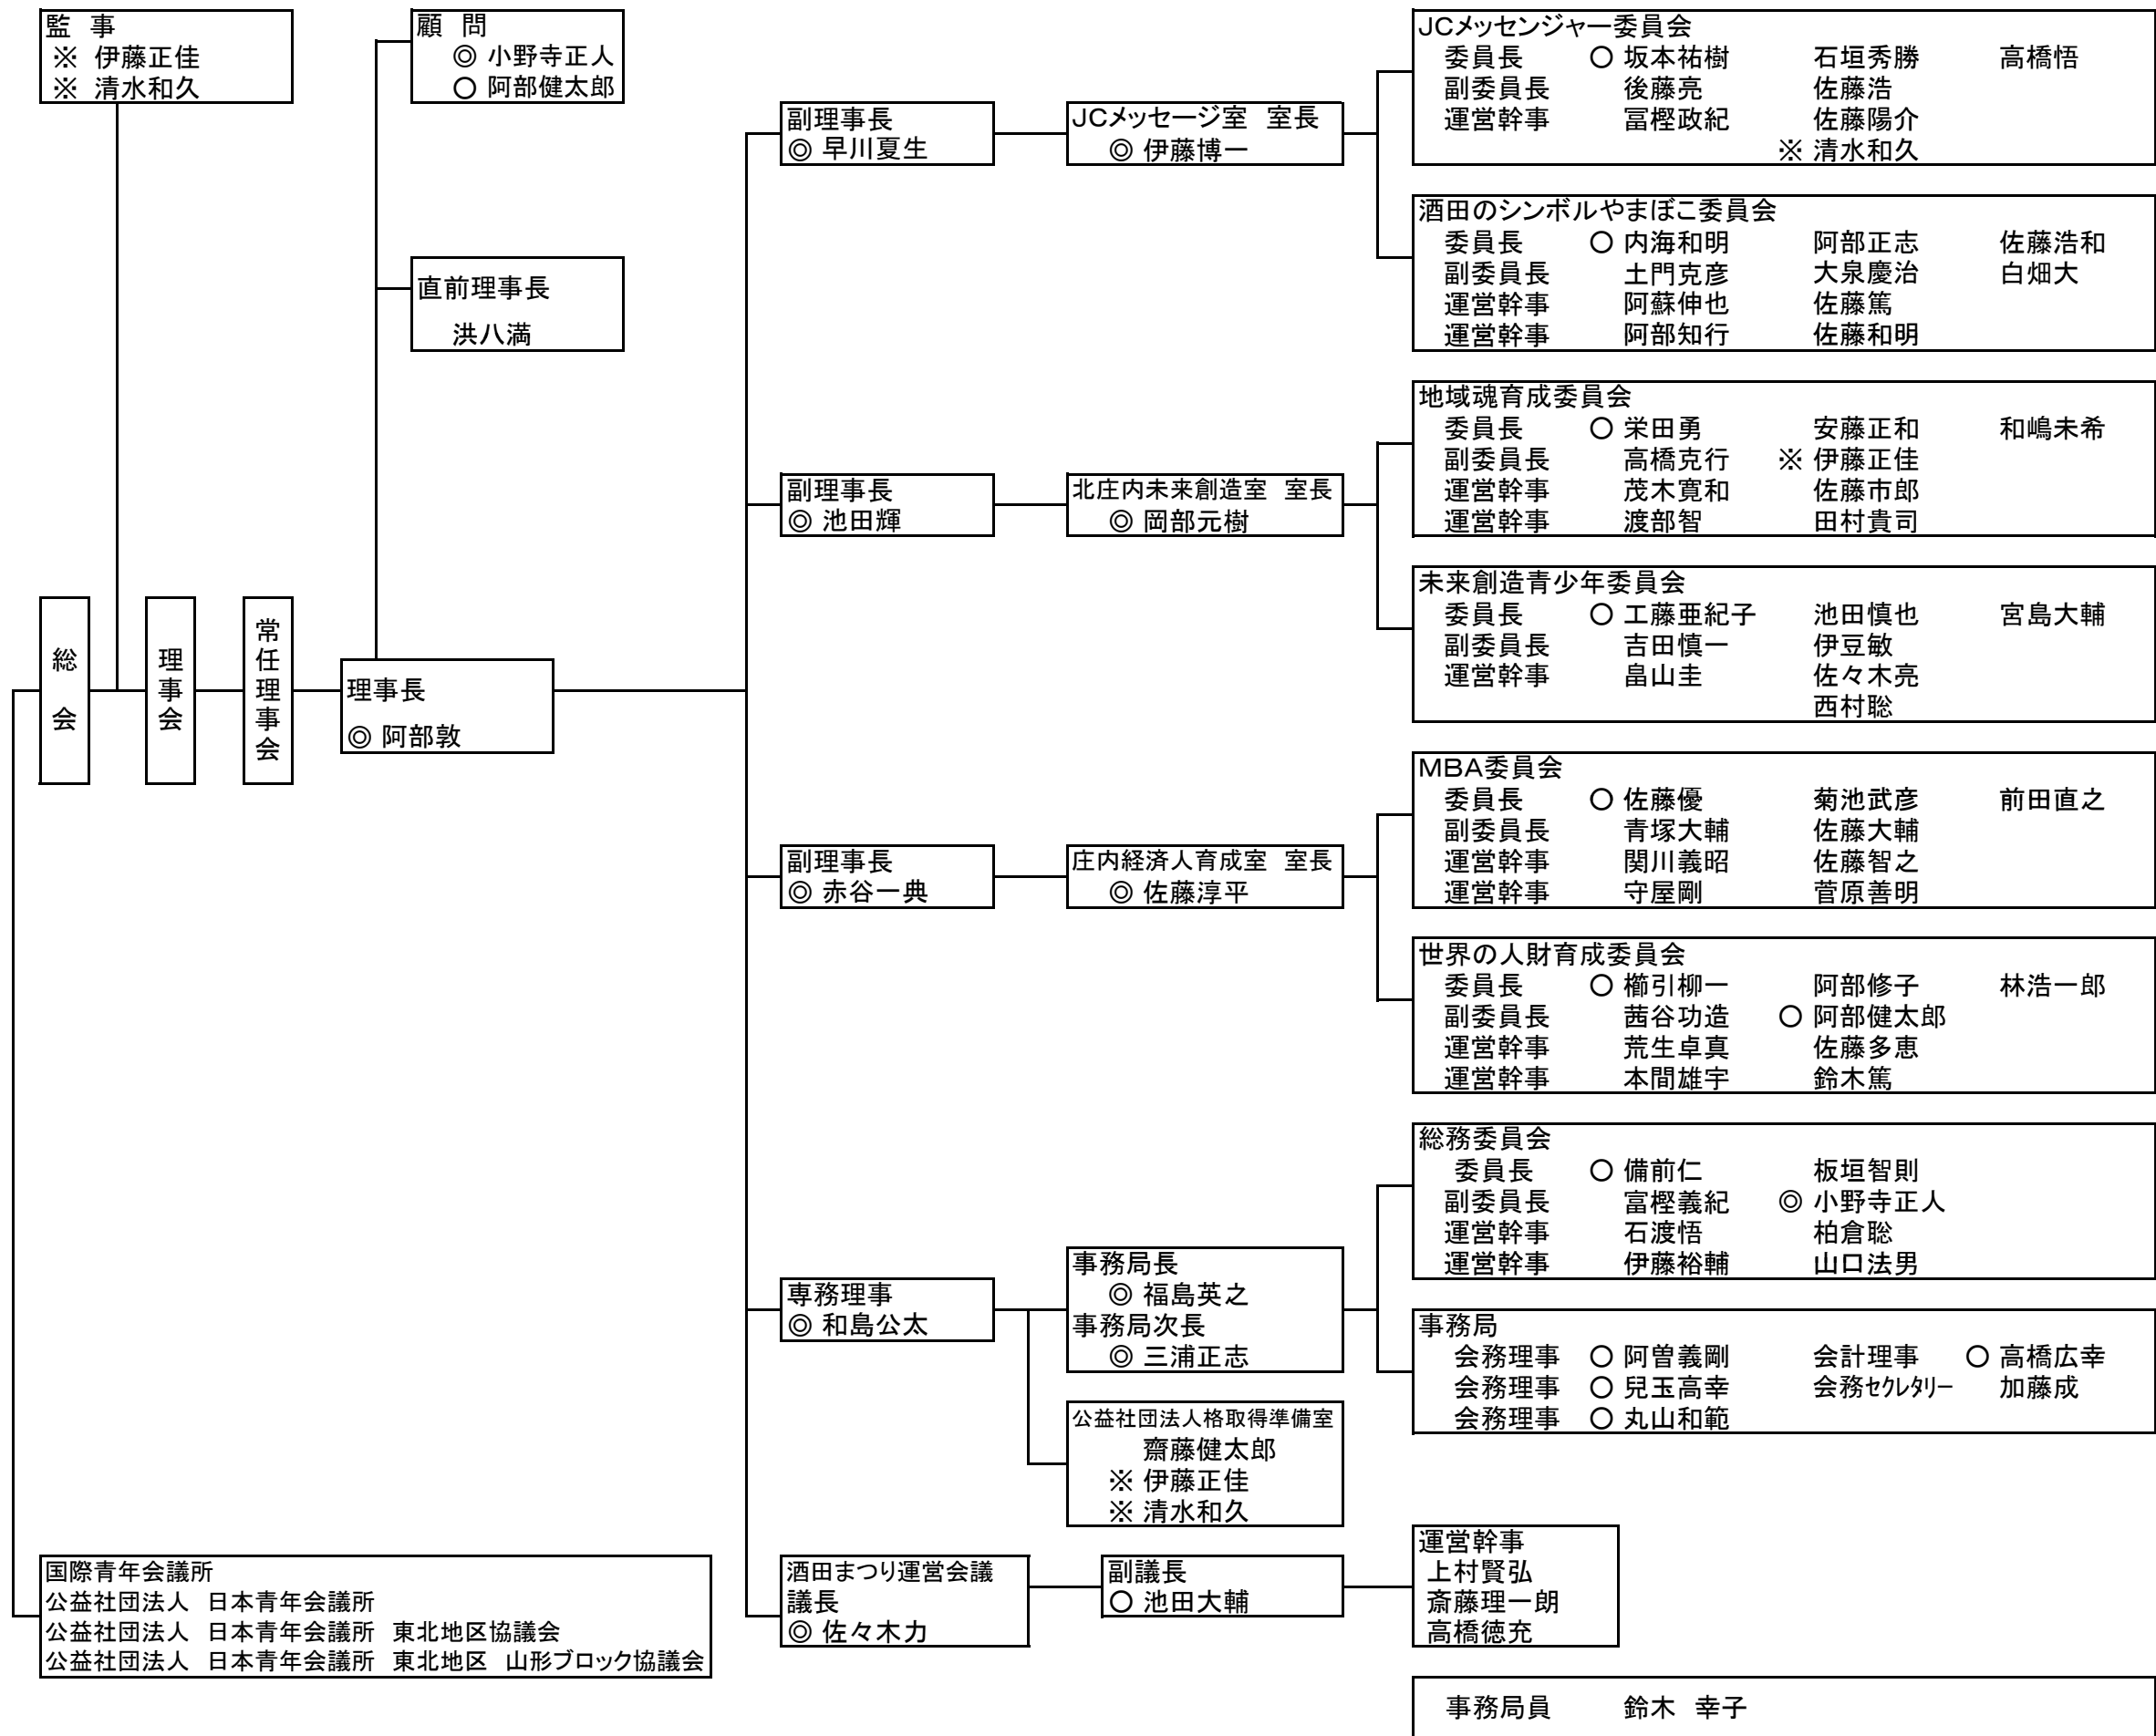 監　事
※ 伊藤正佳
※ 清水和久
顧　問
◎ 小野寺正人
○ 阿部健太郎
直前理事長
洪八満
総会
理事会
常任理事会
理事長
◎ 阿部敦
国際青年会議所
公益社団法人　日本青年会議所
公益社団法人　日本青年会議所　東北地区協議会
公益社団法人　日本青年会議所　東北地区　山形ブロック協議会
副理事長
◎ 早川夏生
JCメッセージ室　室長
◎ 伊藤博一
JCメッセンジャー委員会
委員長　○ 坂本祐樹　石垣秀勝　高橋悟
副委員長　後藤亮　佐藤浩
運営幹事　冨樫政紀　佐藤陽介
※ 清水和久
酒田のシンボルやまぼこ委員会
委員長　○ 内海和明　阿部正志　佐藤浩和
副委員長　土門克彦　大泉慶治　白畑大
運営幹事　阿蘇伸也　佐藤篤
運営幹事　阿部知行　佐藤和明
副理事長
◎ 池田輝
北庄内未来創造室　室長
◎ 岡部元樹
地域魂育成委員会
委員長　○ 栄田勇　安藤正和　和嶋未希
副委員長　高橋克行　※ 伊藤正佳
運営幹事　茂木寛和　佐藤市郎
運営幹事　渡部智　田村貴司
未来創造青少年委員会
委員長　○ 工藤亜紀子　池田慎也　宮島大輔
副委員長　吉田慎一　伊豆敏
運営幹事　畠山圭　佐々木亮
西村聡
副理事長
◎ 赤谷一典
庄内経済人育成室　室長
◎ 佐藤淳平
MBA委員会
委員長　○ 佐藤優　菊池武彦　前田直之
副委員長　青塚大輔　佐藤大輔
運営幹事　関川義昭　佐藤智之
運営幹事　守屋剛　菅原善明
世界の人財育成委員会
委員長　○ 櫛引柳一　阿部修子　林浩一郎
副委員長　茜谷功造　○ 阿部健太郎
運営幹事　荒生卓真　佐藤多恵
運営幹事　本間雄宇　鈴木篤
専務理事
◎ 和島公太
事務局長
◎ 福島英之
事務局次長
◎ 三浦正志
公益社団法人格取得準備室
齋藤健太郎
※ 伊藤正佳
※ 清水和久
総務委員会
委員長　○ 備前仁　板垣智則
副委員長　富樫義紀　◎ 小野寺正人
運営幹事　石渡悟　柏倉聡
運営幹事　伊藤裕輔　山口法男
事務局
会務理事　○ 阿曽義剛　会計理事　○ 高橋広幸
会務理事　○ 兒玉高幸　会務ｾｸﾚﾀﾘｰ　加藤成
会務理事　○ 丸山和範
酒田まつり運営会議
議長
◎ 佐々木力
副議長
○ 池田大輔
運営幹事
上村賢弘
斎藤理一朗
高橋徳充
事務局員　鈴木　幸子